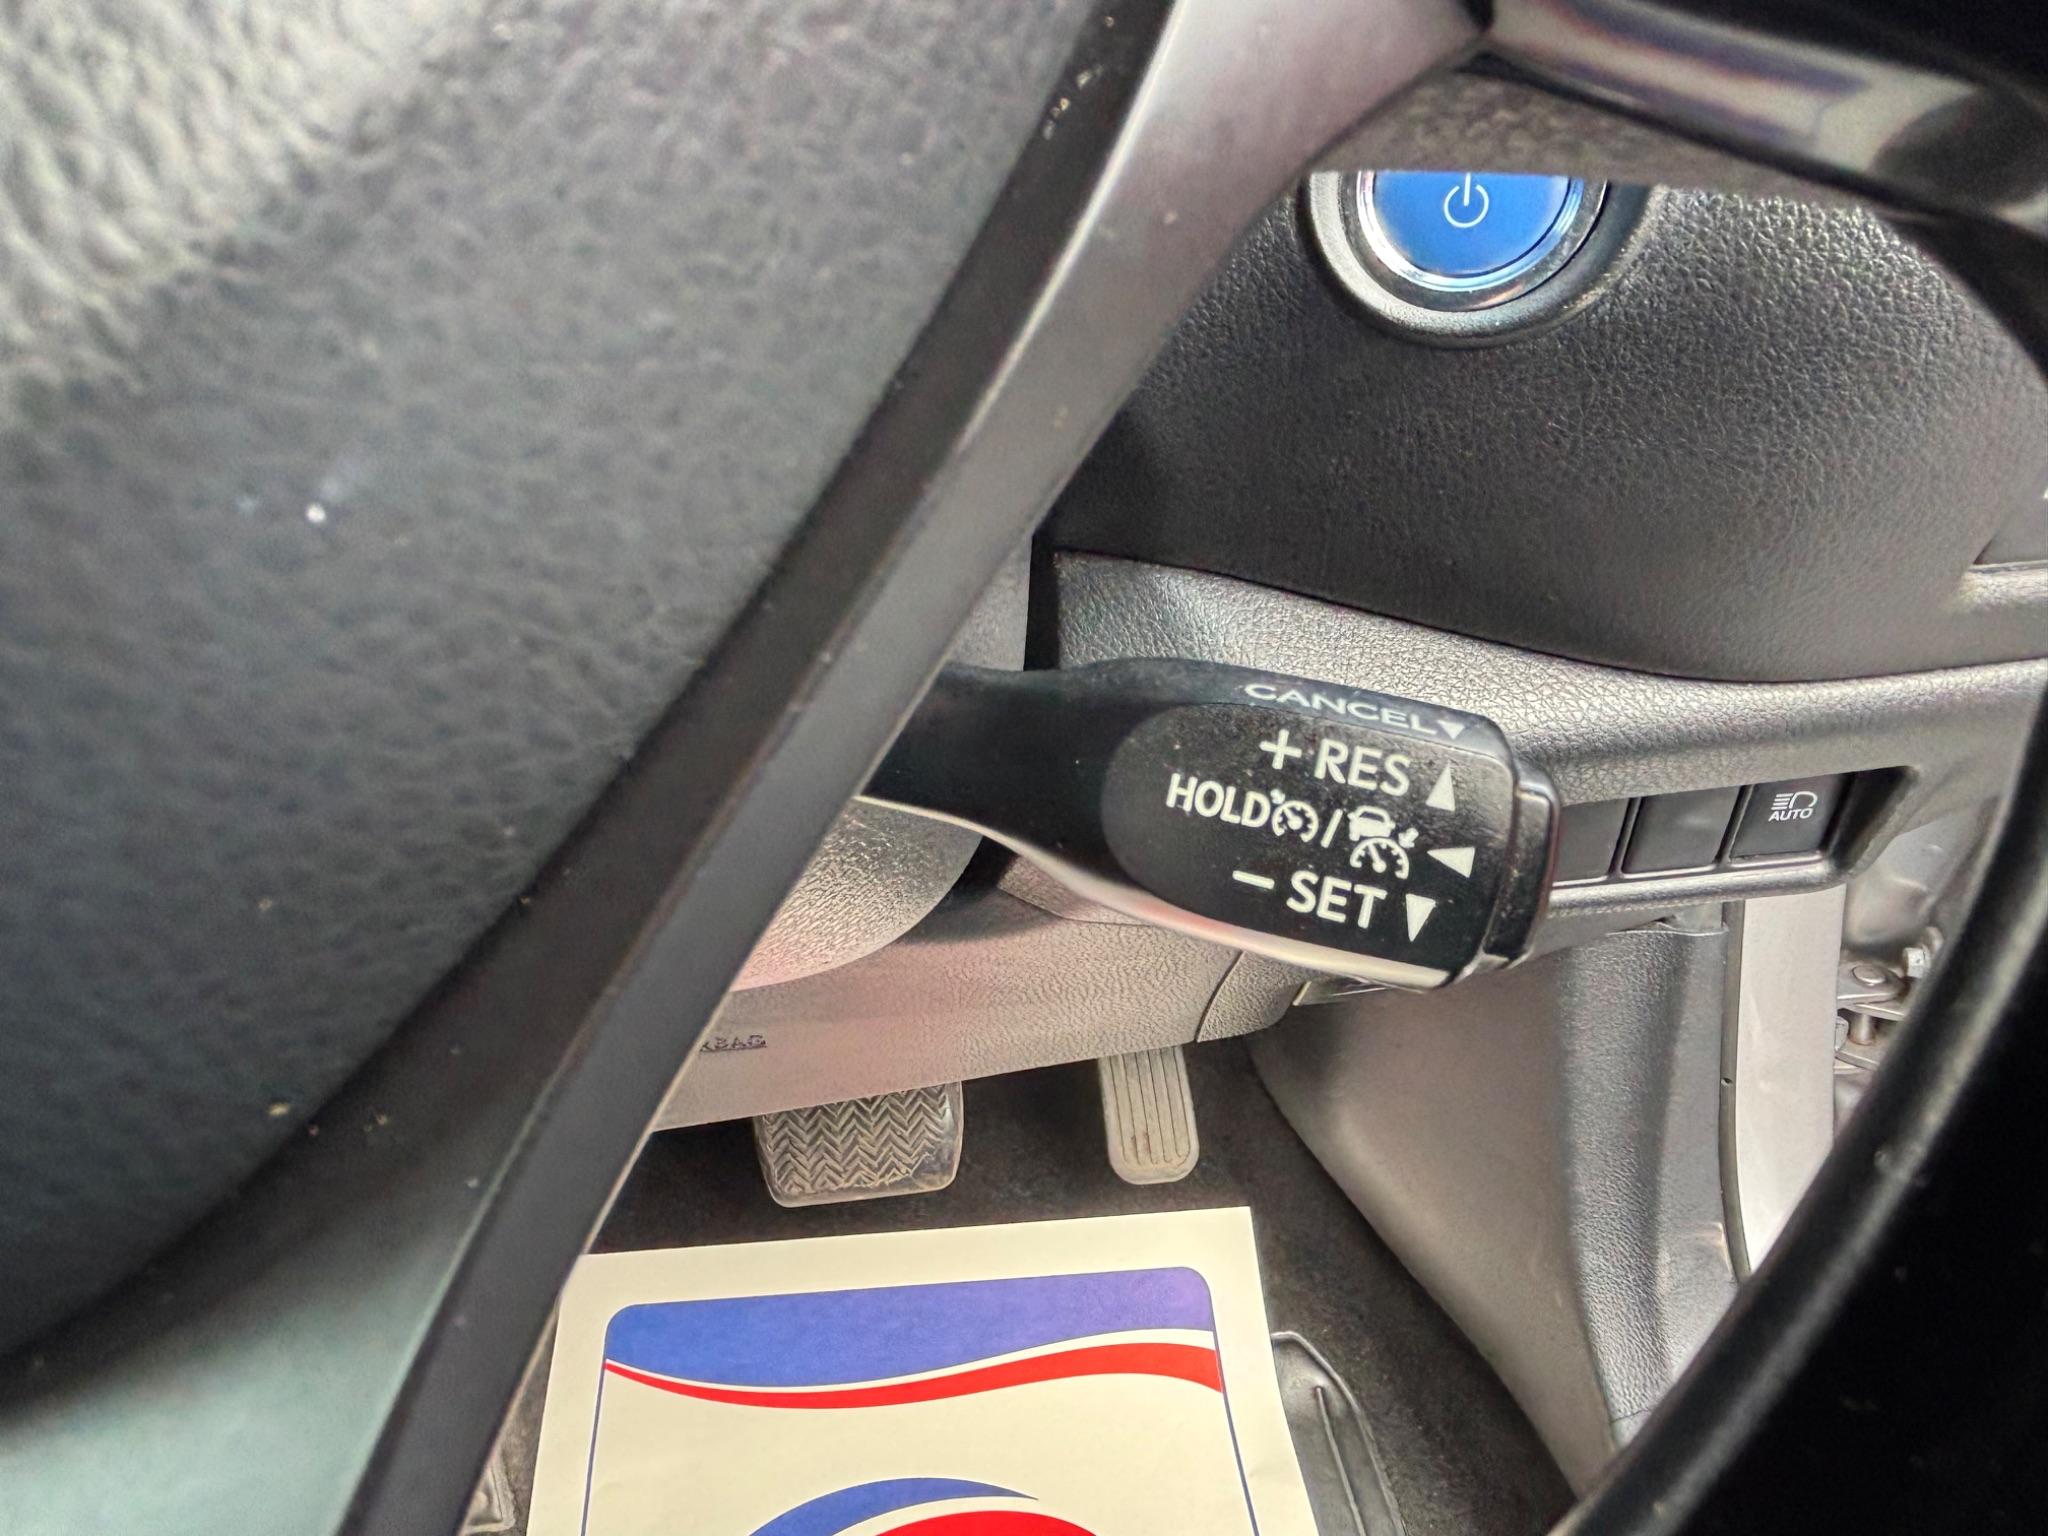 CANCEL
+ RES
HOLD /
– SET
AUTO